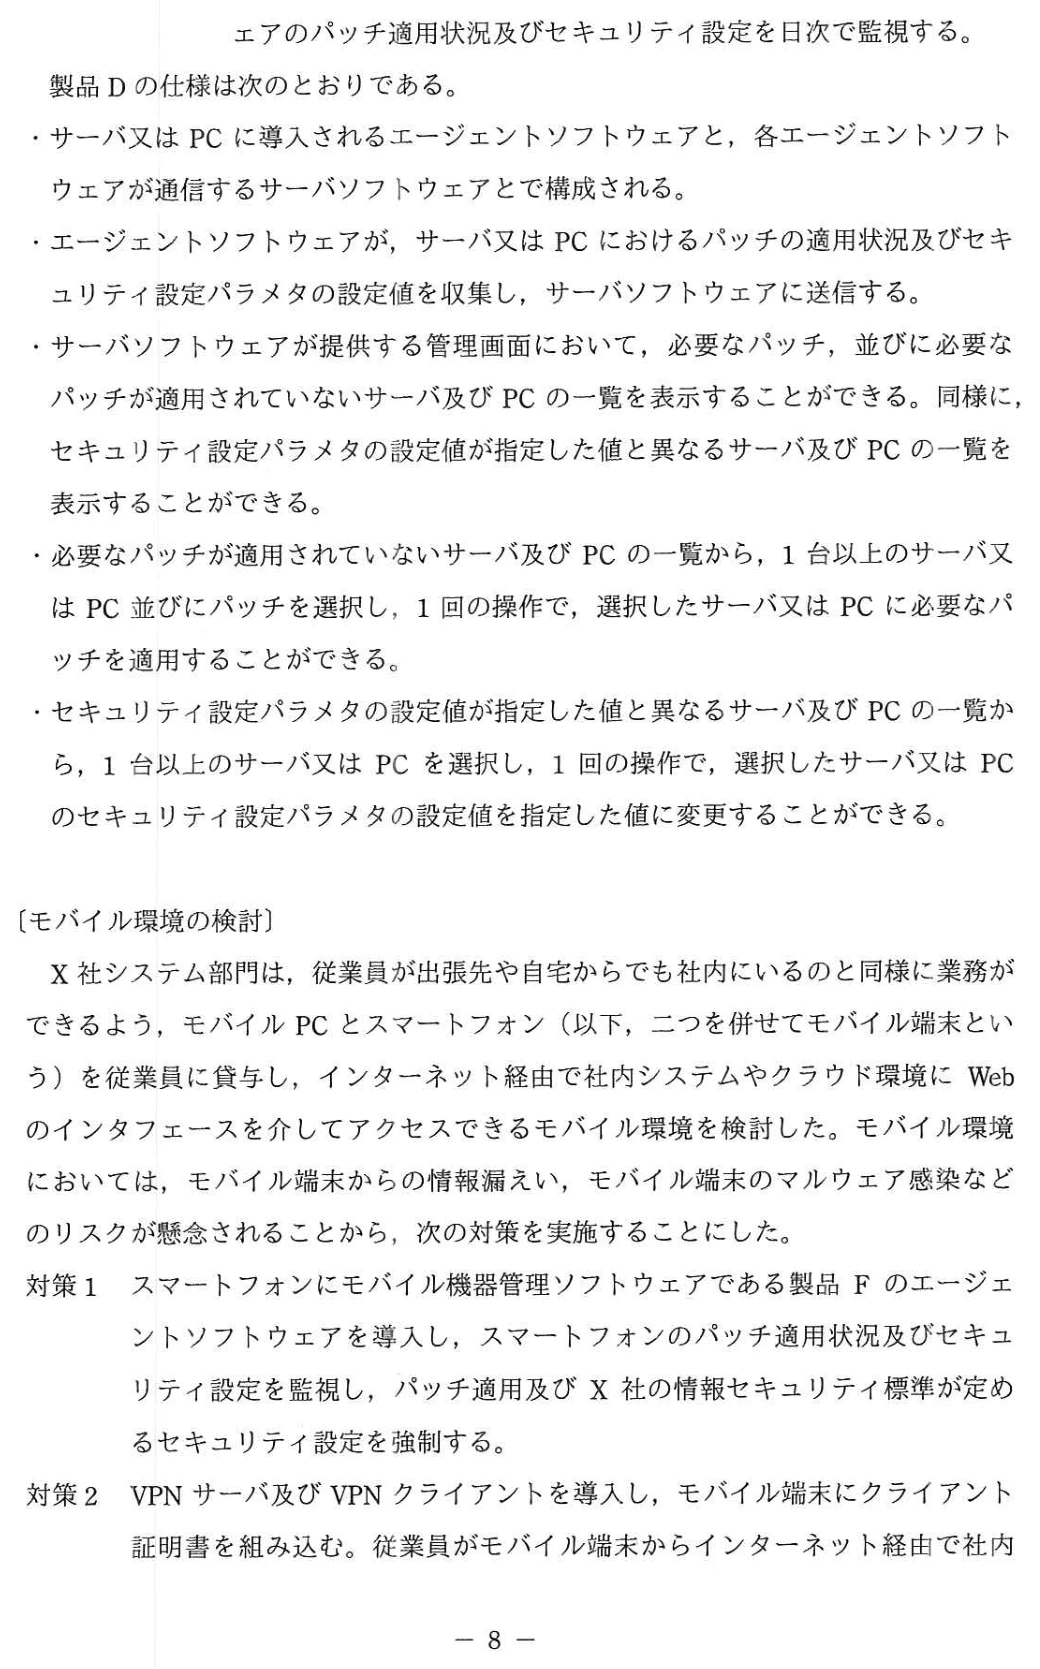 ェアのパッチ適用状況及びセキュリティ設定を日次で監視する。
製品 D の仕様は次のとおりである。
・サーバ又は PC に導入されるエージェントソフトウェアと，各エージェントソフト
ウェアが通信するサーバソフトウェアとで構成される。
・エージェントソフトウェアが，サーバ又は PC におけるパッチの適用状況及びセキ
ュリティ設定パラメタの設定値を収集し，サーバソフトウェアに送信する。
・サーバソフトウェアが提供する管理画面において，必要なパッチ，並びに必要な
パッチが適用されていないサーバ及び PC の一覧を表示することができる。同様に，
セキュリティ設定パラメタの設定値が指定した値と異なるサーバ及び PC の一覧を
表示することができる。
・必要なパッチが適用されていないサーバ及び PC の一覧から，1 台以上のサーバ又
は PC 並びにパッチを選択し，1 回の操作で，選択したサーバ又は PC に必要なパ
ッチを適用することができる。
・セキュリティ設定パラメタの設定値が指定した値と異なるサーバ及び PC の一覧か
ら，1 台以上のサーバ又は PC を選択し，1 回の操作で，選択したサーバ又は PC
のセキュリティ設定パラメタの設定値を指定した値に変更することができる。
〔モバイル環境の検討〕
X 社システム部門は，従業員が出張先や自宅からでも社内にいるのと同様に業務が
できるよう，モバイル PC とスマートフォン（以下，二つを併せてモバイル端末とい
う）を従業員に貸与し，インターネット経由で社内システムやクラウド環境に Web
のインタフェースを介してアクセスできるモバイル環境を検討した。モバイル環境
においては，モバイル端末からの情報漏えい，モバイル端末のマルウェア感染など
のリスクが懸念されることから，次の対策を実施することにした。
対策 1 スマートフォンにモバイル機器管理ソフトウェアである製品 F のエージェ
ントソフトウェアを導入し，スマートフォンのパッチ適用状況及びセキュ
リティ設定を監視し，パッチ適用及び X 社の情報セキュリティ標準が定め
るセキュリティ設定を強制する。
対策 2 VPN サーバ及び VPN クライアントを導入し，モバイル端末にクライアント
証明書を組み込む。従業員がモバイル端末からインターネット経由で社内
－ 8 －